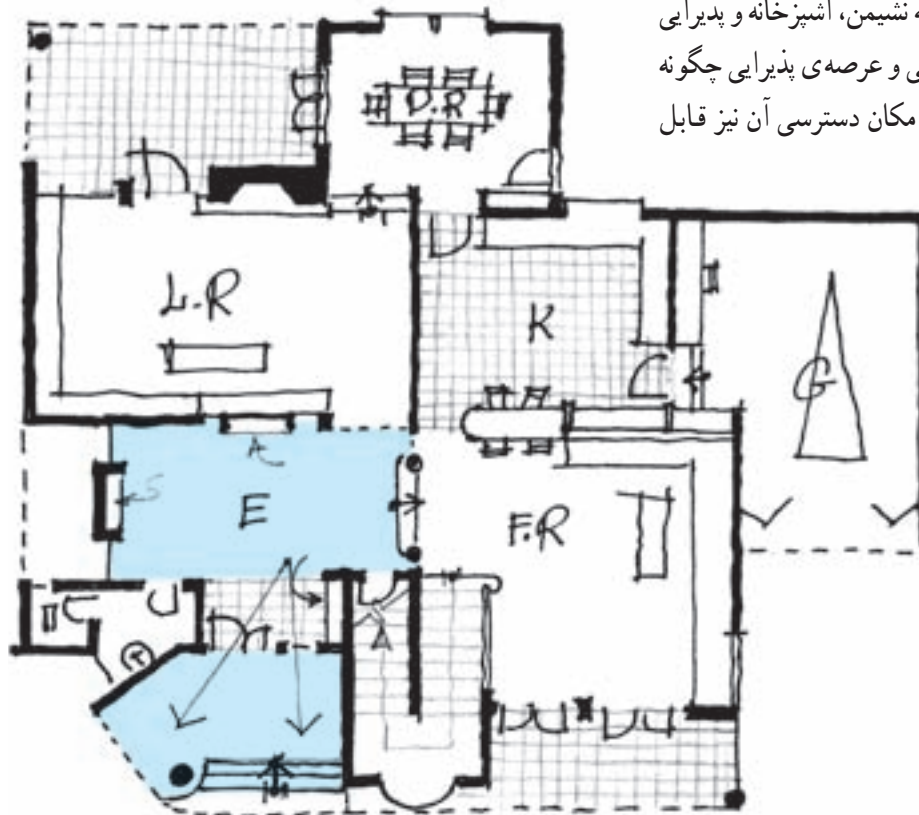 ه نشیمن، آشپزخانه و پذیرایی
ی و عرصه‌ی پذیرایی چگونه
مکان دسترسی آن نیز قابل
D.R
L.R
K
G
A
S
E
F.R